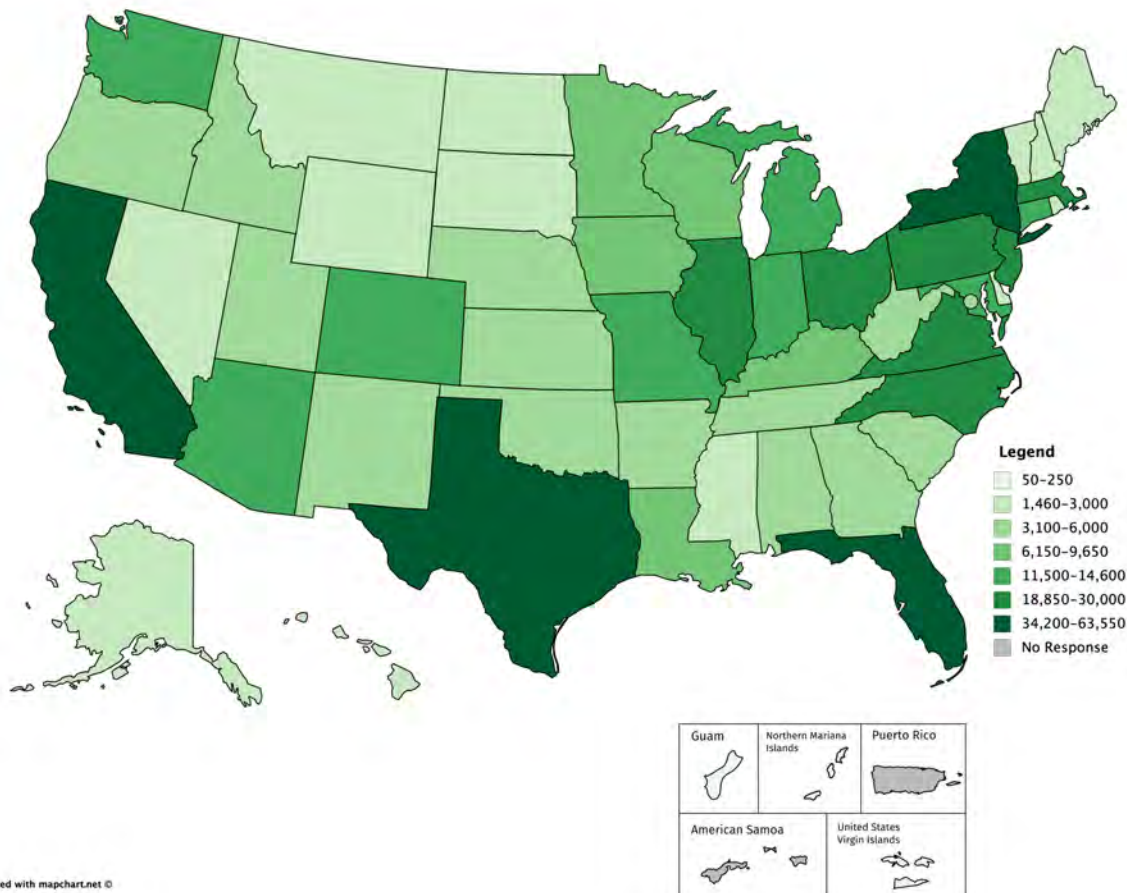 Legend
50–250
1,460–3,000
3,100–6,000
6,150–9,650
11,500–14,600
18,850–30,000
34,200–63,550
No Response
Guam
Northern Mariana
Islands
Puerto Rico
American Samoa
United States
Virgin Islands
ed with mapchart.net ©